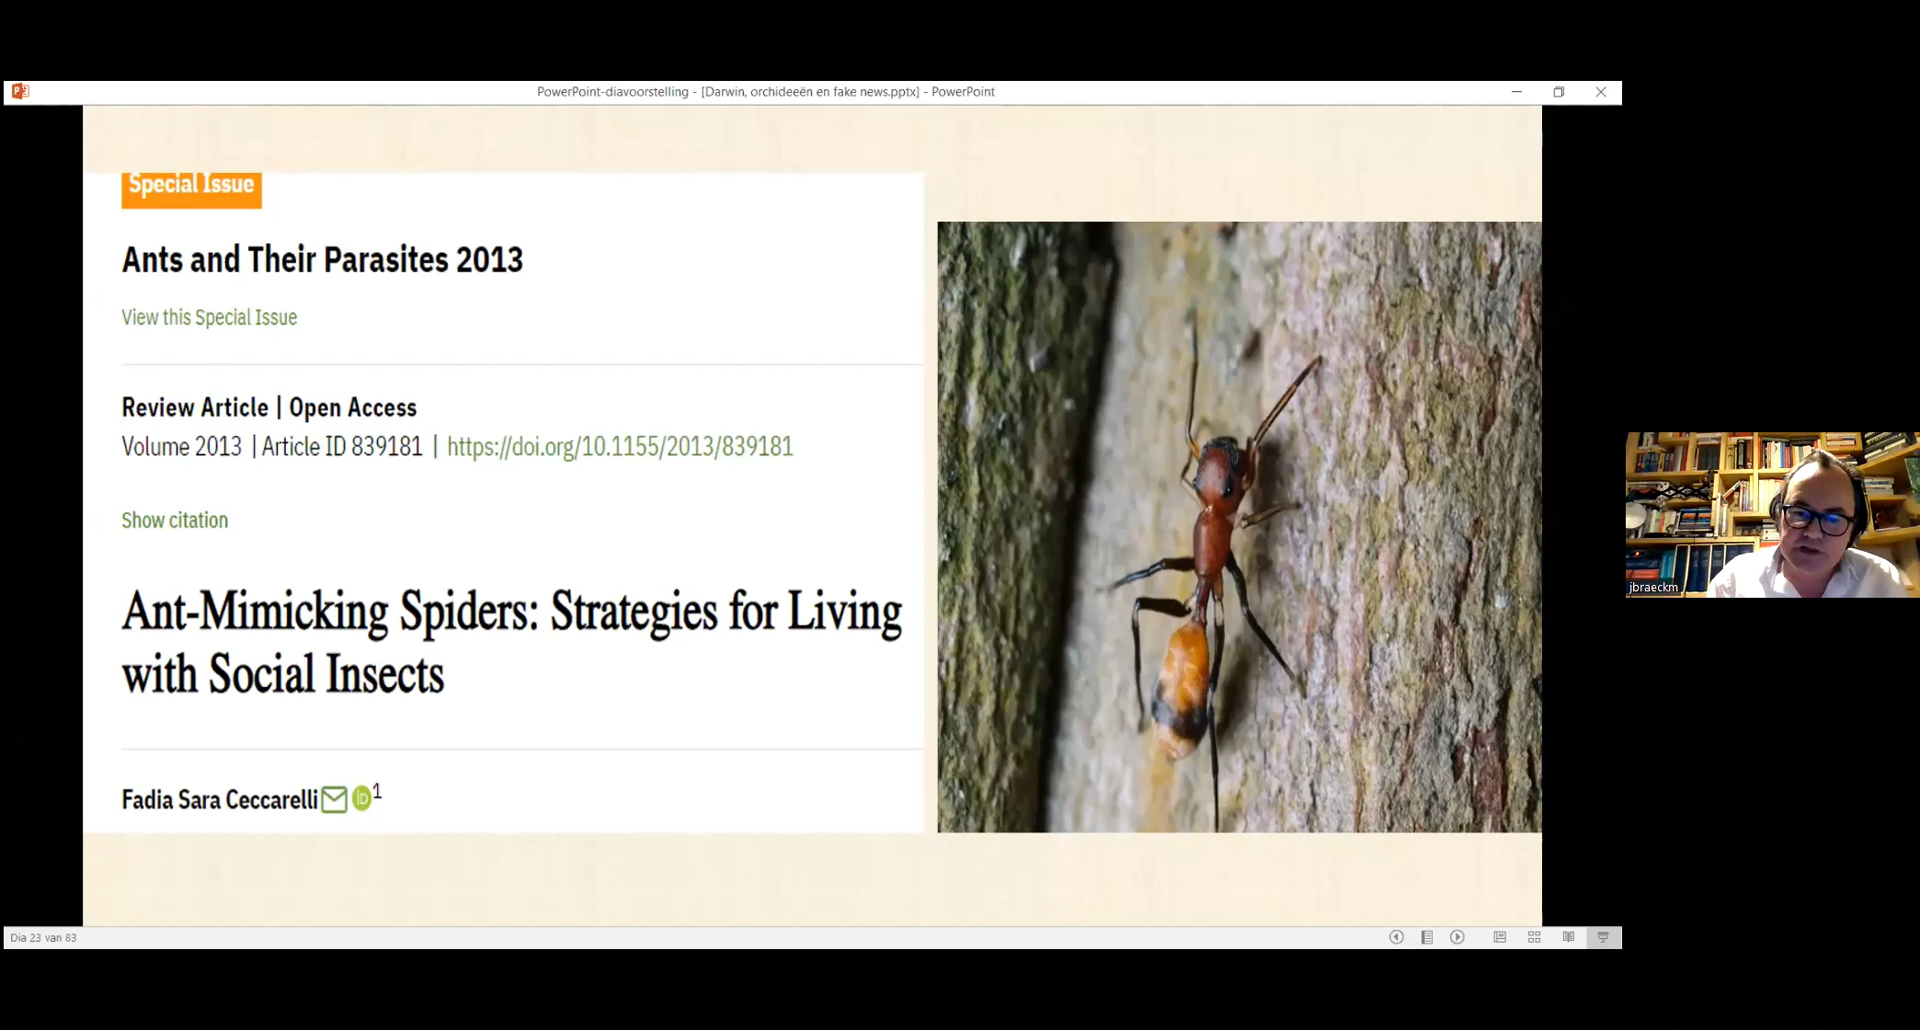 PowerPoint-diavoorstelling - [Darwin, orchideeën en fake news.pptx] - PowerPoint
Special Issue
Ants and Their Parasites 2013
View this Special Issue
Review Article | Open Access
Volume 2013 | Article ID 839181 | https://doi.org/10.1155/2013/839181
Show citation
Ant-Mimicking Spiders: Strategies for Living
with Social Insects
Fadia Sara Ceccarelli iD 1
jbraeckm
Dia 23 van 83